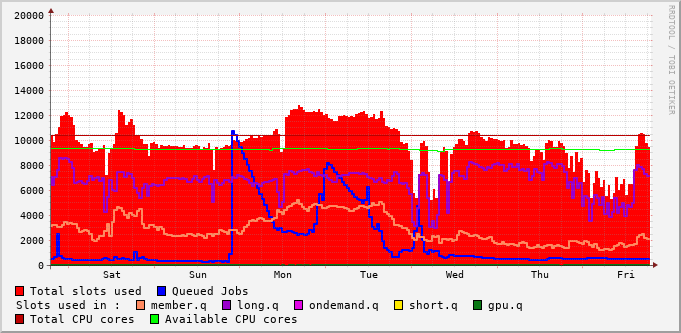 20000
18000
16000
14000
12000
10000
8000
6000
4000
2000
0
Sat Sun Mon Tue Wed Thu Fri
RRDTOOL / TOBI OETIKER
Total slots used Queued Jobs
Slots used in : member.q long.q ondemand.q short.q gpu.q
Total CPU cores Available CPU cores